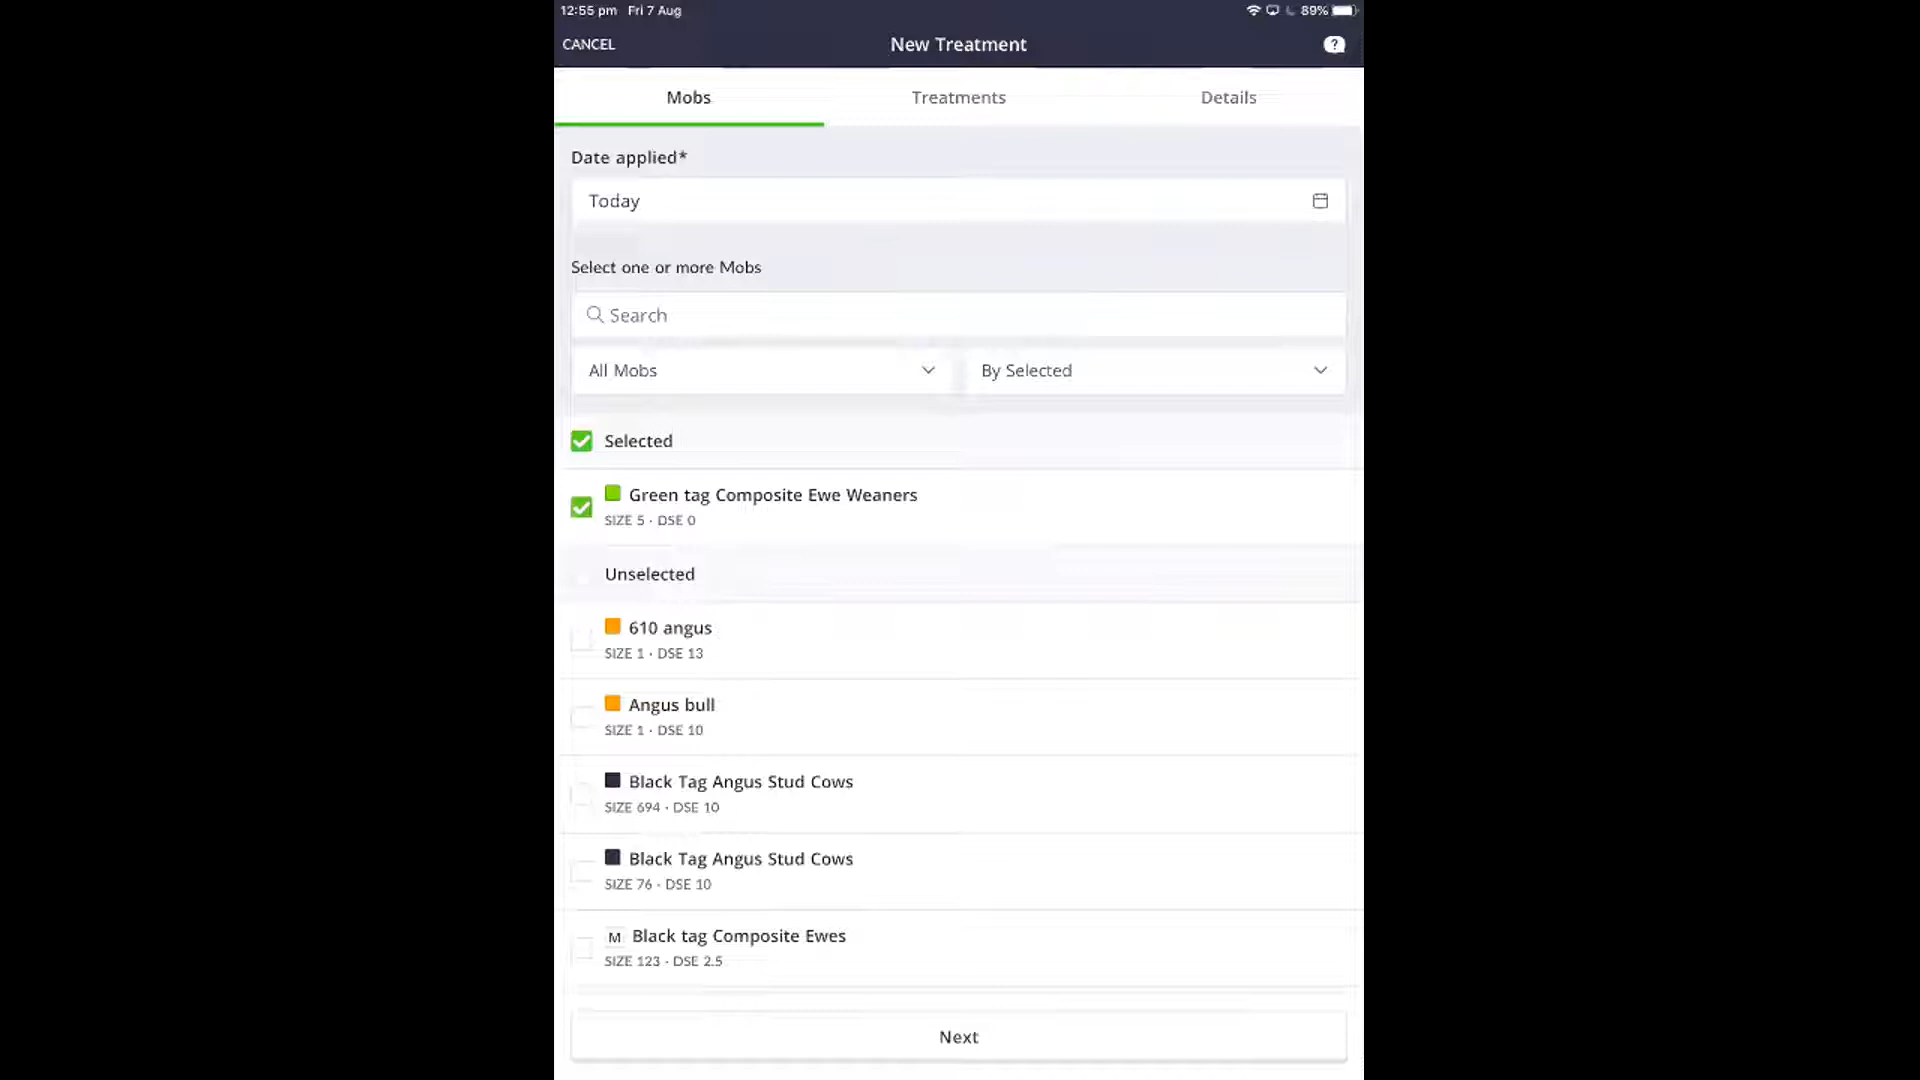 12:55 pm Fri 7 Aug 89%
CANCEL New Treatment ?
Mobs Treatments Details
Date applied*
Today
Select one or more Mobs
Search
All Mobs By Selected
Selected
Green tag Composite Ewe Weaners
SIZE 5 · DSE 0
Unselected
610 angus
SIZE 1 · DSE 13
Angus bull
SIZE 1 · DSE 10
Black Tag Angus Stud Cows
SIZE 694 · DSE 10
Black Tag Angus Stud Cows
SIZE 76 · DSE 10
M Black tag Composite Ewes
SIZE 123 · DSE 2.5
Next